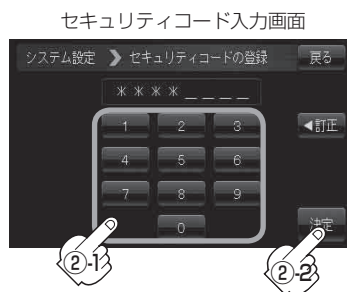 セキュリティコード入力画面
システム設定 》 セキュリティコードの登録 戻る
＊＊＊＊＿＿＿＿
1 2 3 ◀訂正
4 5 6
7 8 9
0 決定
②-1 ②-2